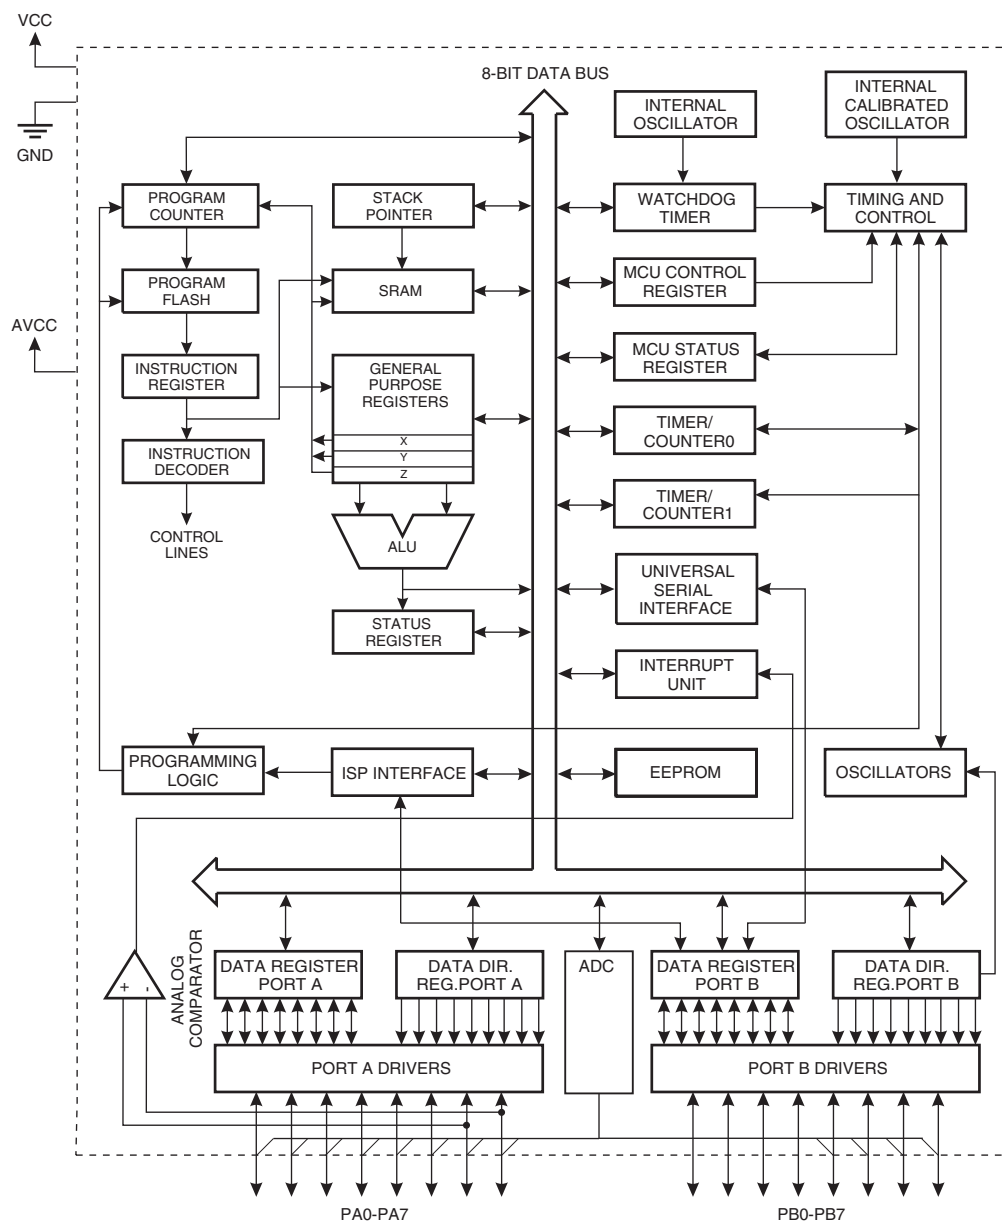 VCC
8-BIT DATA BUS
INTERNAL
OSCILLATOR
INTERNAL
CALIBRATED
OSCILLATOR
GND
PROGRAM
COUNTER
STACK
POINTER
WATCHDOG
TIMER
TIMING AND
CONTROL
PROGRAM
FLASH
SRAM
MCU CONTROL
REGISTER
AVCC
INSTRUCTION
REGISTER
GENERAL
PURPOSE
REGISTERS
X
Y
Z
MCU STATUS
REGISTER
INSTRUCTION
DECODER
TIMER/
COUNTER0
CONTROL
LINES
ALU
TIMER/
COUNTER1
UNIVERSAL
SERIAL
INTERFACE
STATUS
REGISTER
INTERRUPT
UNIT
PROGRAMMING
LOGIC
ISP INTERFACE
EEPROM
OSCILLATORS
ANALOG
COMPARATOR
+
-
DATA REGISTER
PORT A
DATA DIR.
REG.PORT A
ADC
DATA REGISTER
PORT B
DATA DIR.
REG.PORT B
PORT A DRIVERS
PORT B DRIVERS
PA0-PA7
PB0-PB7